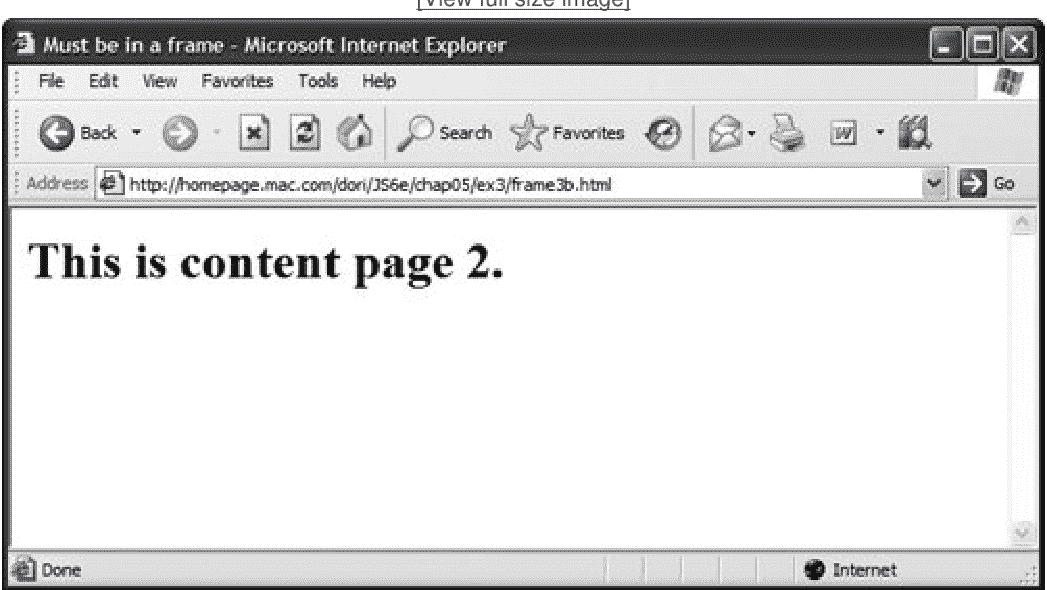 [View full size image]
Must be in a frame - Microsoft Internet Explorer
File Edit View Favorites Tools Help
Back Search Favorites W
Address http://homepage.mac.com/dori/JS6e/chap05/ex3/frame3b.html Go
This is content page 2.
Done Internet